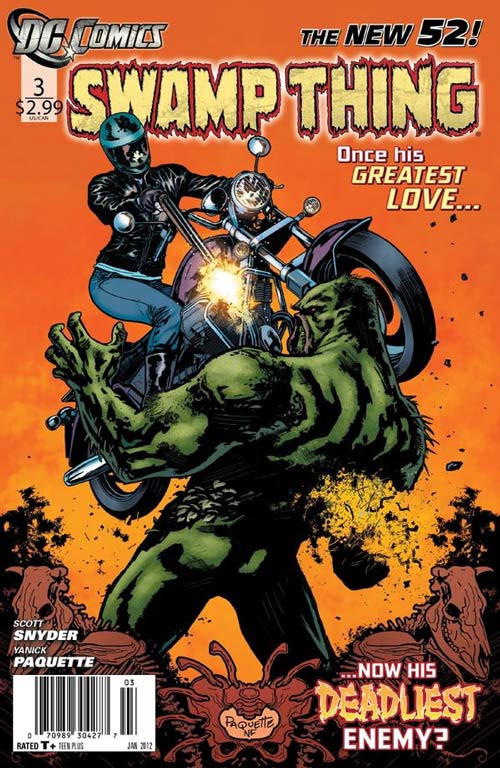 DC COMICS™
THE NEW 52!
3
$2.99
US/CAN
SWAMP THING
Once his
GREATEST
LOVE...
SCOTT
SNYDER
YANICK
PAQUETTE
...NOW HIS
DEADLIEST
ENEMY?
03
0 70989 30427 7
RATED T+ TEEN PLUS JAN 2012
PAQUETTE
NF